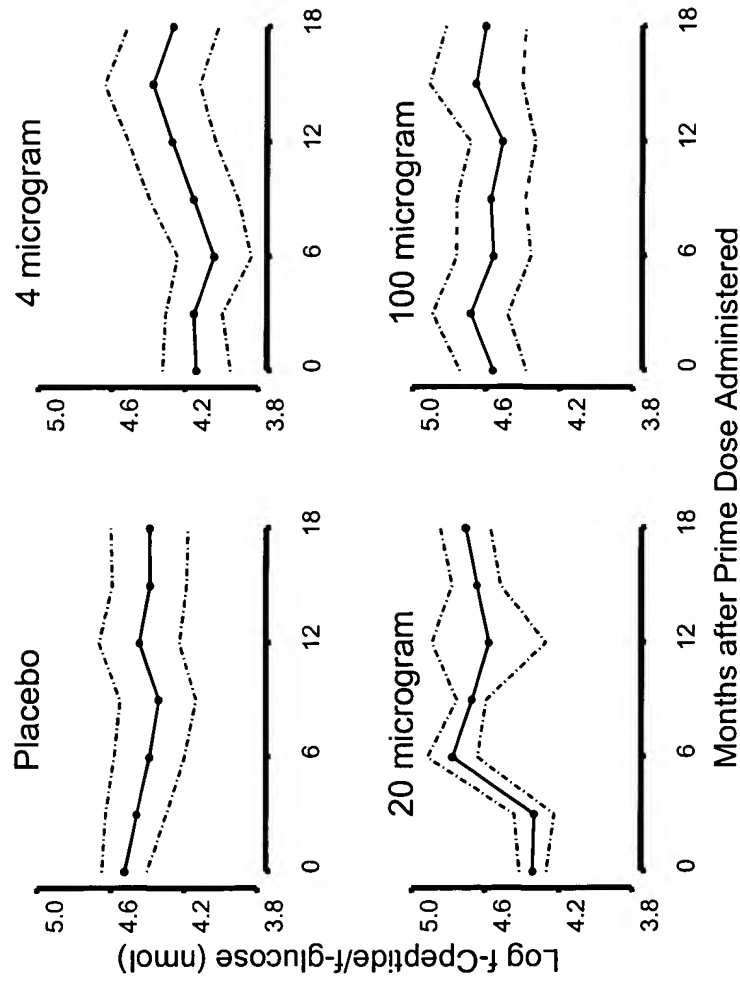 Log f-Cpeptide/f-glucose (nmol)
Placebo
5.0
4.6
4.2
3.8
0 6 12 18
4 microgram
5.0
4.6
4.2
3.8
0 6 12 18
20 microgram
5.0
4.6
4.2
3.8
0 6 12 18
100 microgram
5.0
4.6
4.2
3.8
0 6 12 18
Months after Prime Dose Administered